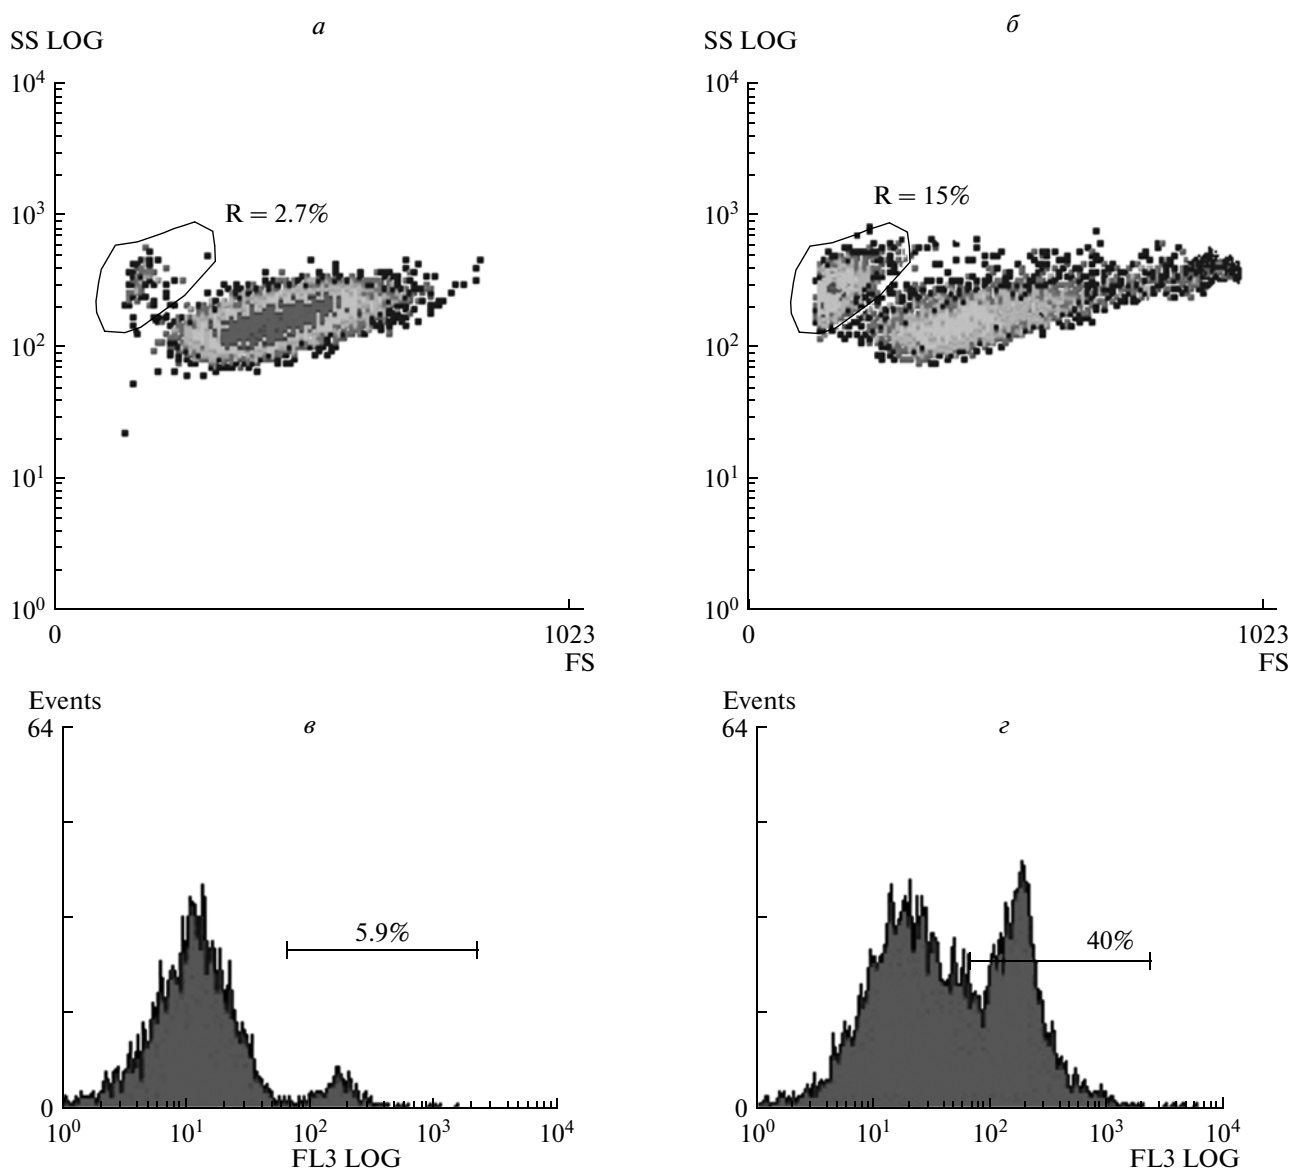 а
SS LOG
10⁴
10³
R = 2.7%
10²
10¹
10⁰
0 1023
FS
б
SS LOG
10⁴
10³
R = 15%
10²
10¹
10⁰
0 1023
FS
Events
64
в
5.9%
0
10⁰ 10¹ 10² 10³ 10⁴
FL3 LOG
Events
64
г
40%
0
10⁰ 10¹ 10² 10³ 10⁴
FL3 LOG